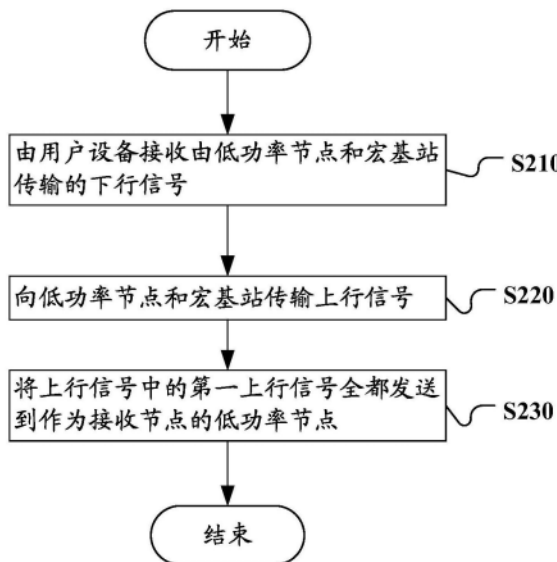 开始
由用户设备接收由低功率节点和宏基站
传输的下行信号
S210
向低功率节点和宏基站传输上行信号
S220
将上行信号中的第一上行信号全都发送
到作为接收节点的低功率节点
S230
结束